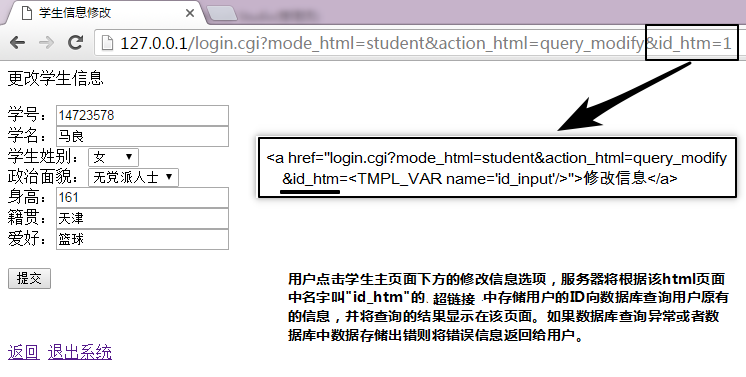 学生信息修改
127.0.0.1/login.cgi?mode_html=student&action_html=query_modify&id_htm=1
更改学生信息
学号: 14723578
学名: 马良
学生姓别: 女
政治面貌: 无党派人士
身高: 161
籍贯: 天津
爱好: 篮球
提交
返回 退出系统
<a href="login.cgi?mode_html=student&action_html=query_modify
&id_htm=<TMPL_VAR name='id_input'/>">修改信息</a>
用户点击学生主页面下方的修改信息选项，服务器将根据该html页面
中名字叫"id_htm"的 超链接 中存储用户的ID向数据库查询用户原有
的信息，并将查询的结果显示在该页面。如果数据库查询异常或者数
据库中数据存储出错则将错误信息返回给用户。